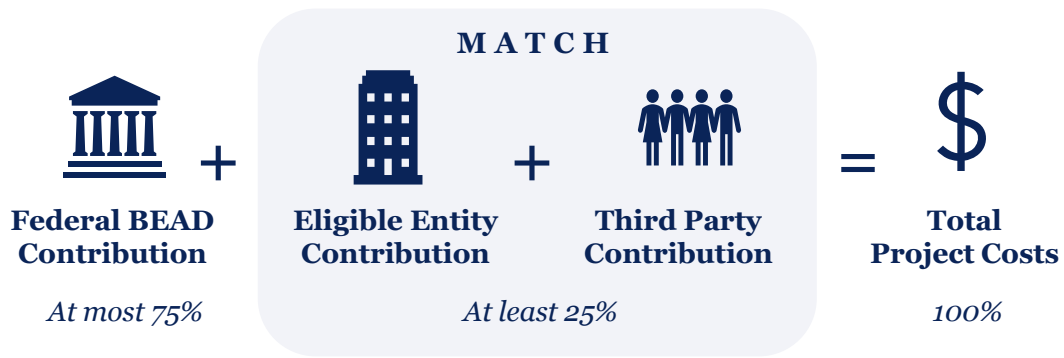 MATCH
+
+
=
$
Federal BEAD
Contribution
Eligible Entity
Contribution
Third Party
Contribution
Total
Project Costs
At most 75%
At least 25%
100%